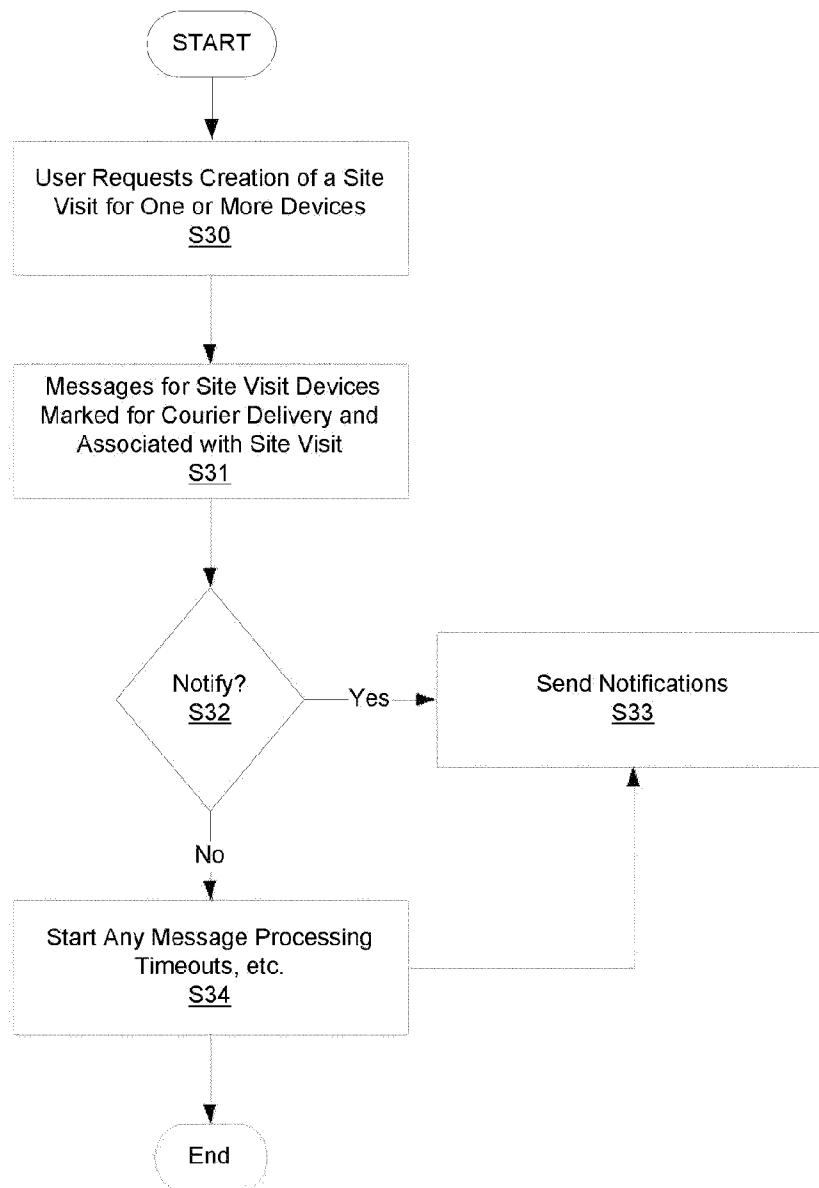 START
User Requests Creation of a Site
Visit for One or More Devices
S30
Messages for Site Visit Devices
Marked for Courier Delivery and
Associated with Site Visit
S31
Notify?
S32
Yes
Send Notifications
S33
No
Start Any Message Processing
Timeouts, etc.
S34
End